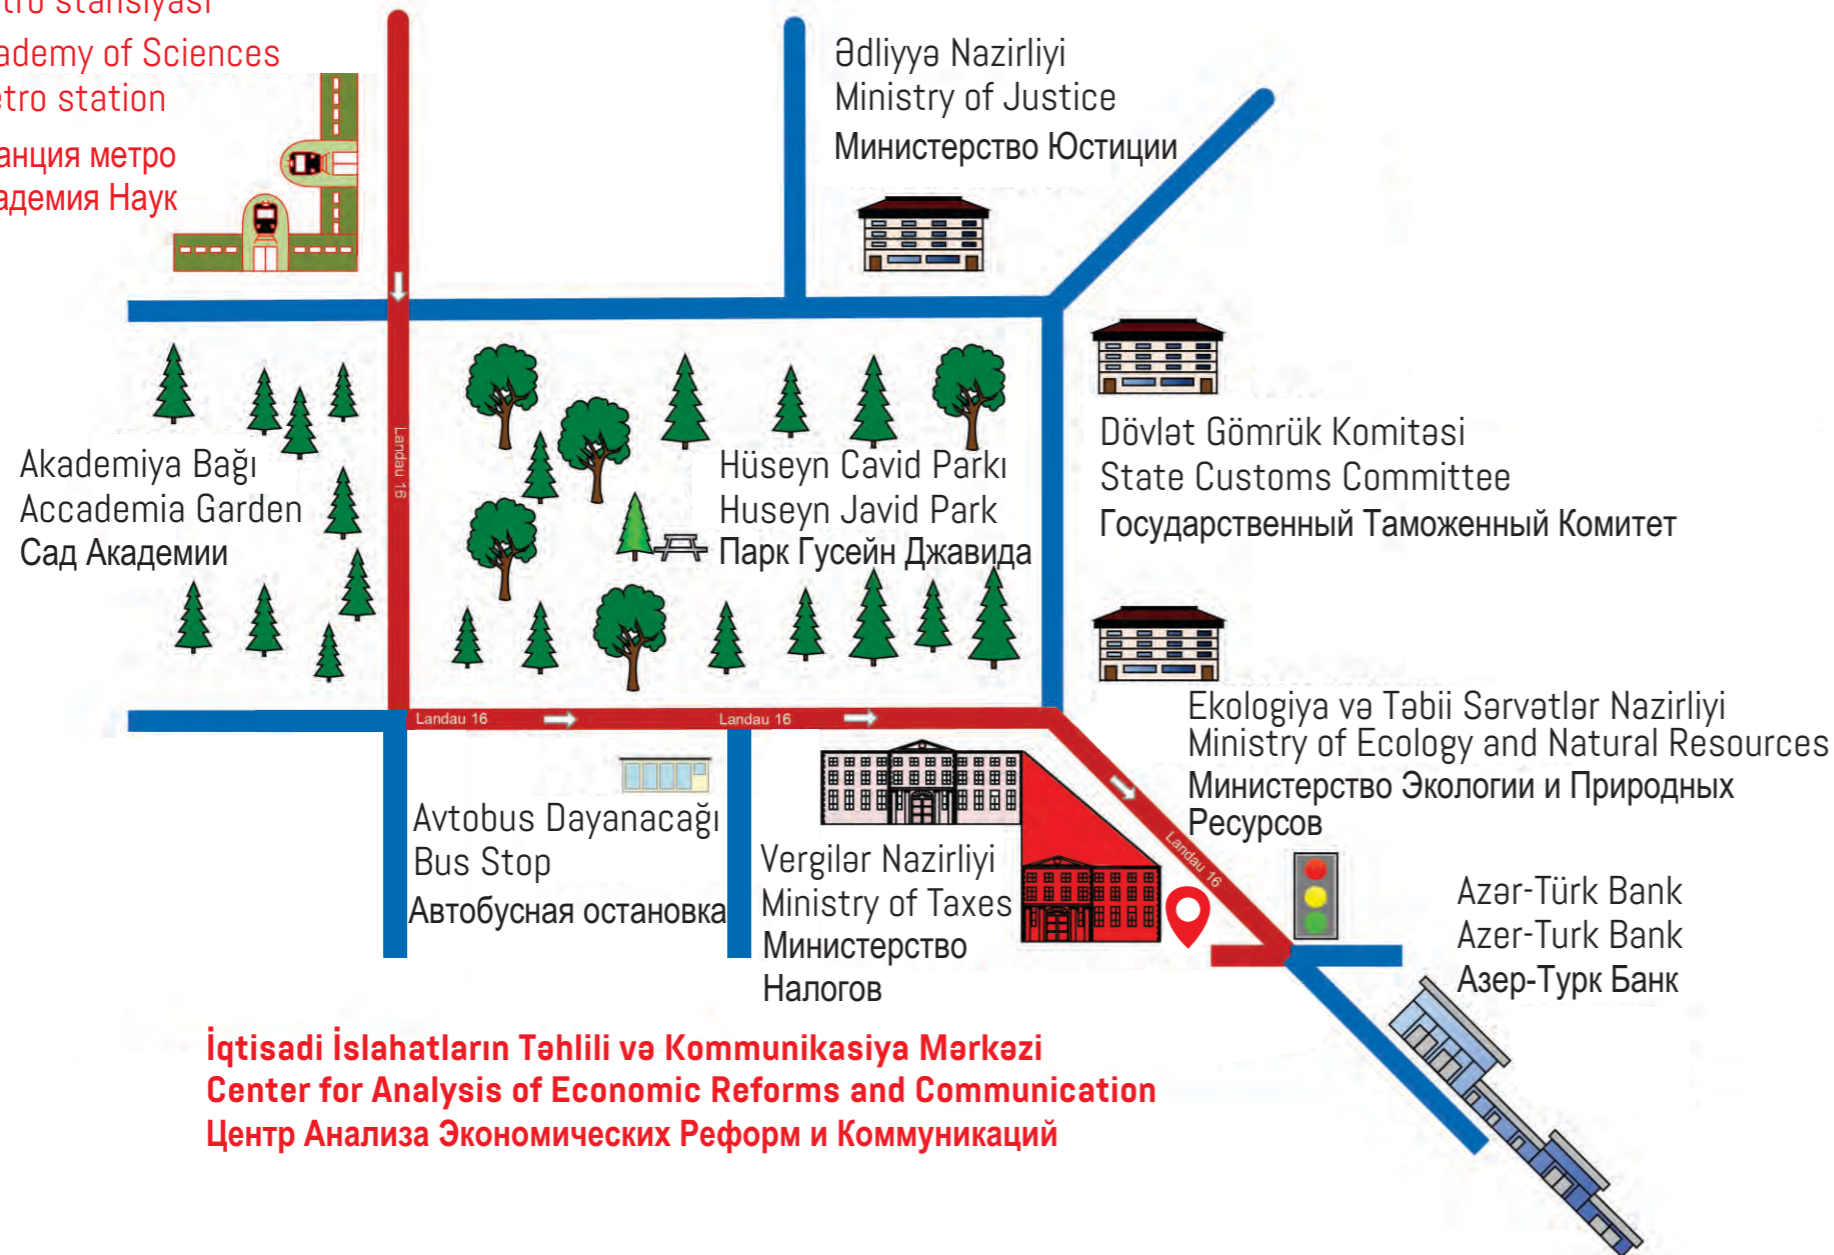 stansiyası
of Sciences
station
метро
Наук
Ədliyyə Nazirliyi
Ministry of Justice
Министерство Юстиции
Landau 16
Akademiya Bağı
Accademia Garden
Сад Академии
Hüseyn Cavid Parkı
Huseyn Javid Park
Парк Гусейн Джавида
Dövlət Gömrük Komitəsi
State Customs Committee
Государственный Таможенный Комитет
Landau 16
Landau 16
Ekologiya və Təbii Sərvətlər Nazirliyi
Ministry of Ecology and Natural Resources
Министерство Экологии и Природных
Ресурсов
Landau 16
Avtobus Dayanacağı
Bus Stop
Автобусная остановка
Vergilər Nazirliyi
Ministry of Taxes
Министерство
Налогов
Azər-Türk Bank
Azer-Turk Bank
Азер-Турк Банк
İqtisadi İslahatların Təhlili və Kommunikasiya Mərkəzi
Center for Analysis of Economic Reforms and Communication
Центр Анализа Экономических Реформ и Коммуникаций